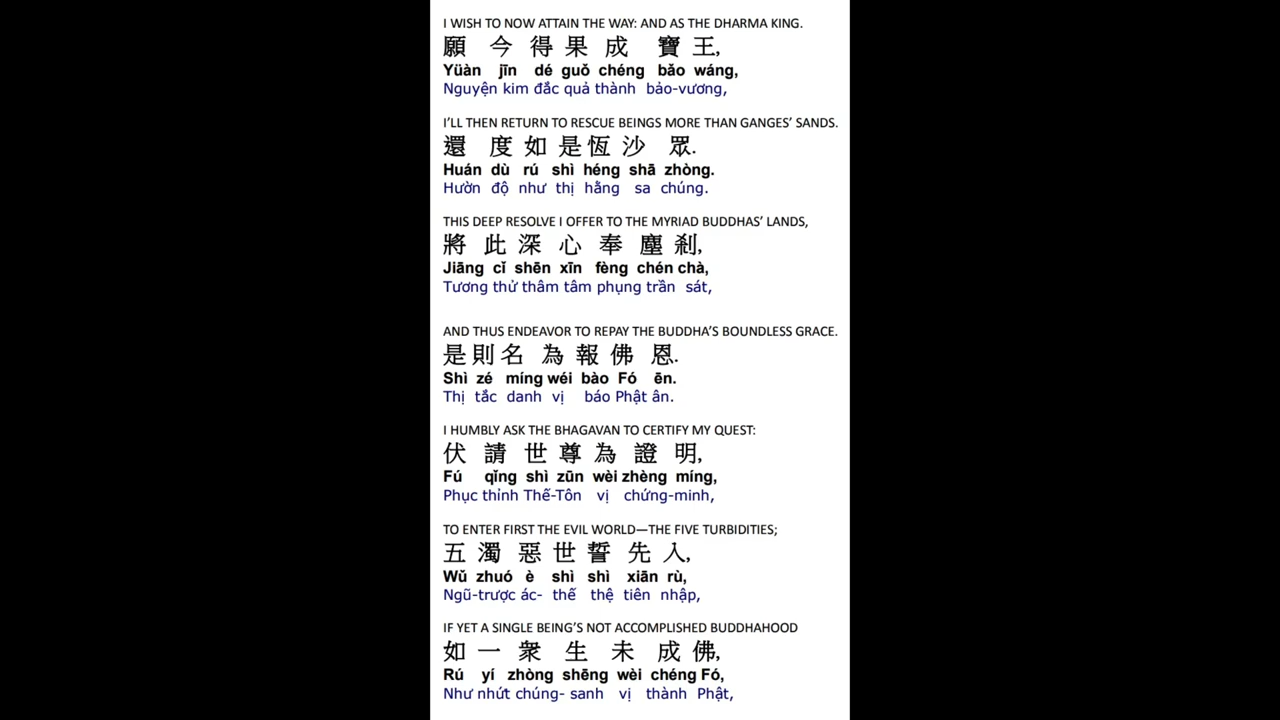 I WISH TO NOW ATTAIN THE WAY: AND AS THE DHARMA KING.
願 今 得 果 成 寶 王,
Yüàn jīn dé guǒ chéng bǎo wáng,
Nguyện kim đắc quả thành bảo-vương,
I’LL THEN RETURN TO RESCUE BEINGS MORE THAN GANGES’ SANDS.
還 度 如 是 恆 沙 眾.
Huán dù rú shì héng shā zhòng.
Hườn độ như thị hằng sa chúng.
THIS DEEP RESOLVE I OFFER TO THE MYRIAD BUDDHAS’ LANDS,
將 此 深 心 奉 塵 剎,
Jiāng cǐ shēn xīn fèng chén chà,
Tương thử thâm tâm phụng trần sát,
AND THUS ENDEAVOR TO REPAY THE BUDDHA’S BOUNDLESS GRACE.
是 則 名 為 報 佛 恩.
Shì zé míng wéi bào Fó ēn.
Thị tắc danh vị báo Phật ân.
I HUMBLY ASK THE BHAGAVAN TO CERTIFY MY QUEST:
伏 請 世 尊 為 證 明,
Fú qǐng shì zūn wèi zhèng míng,
Phục thỉnh Thế-Tôn vị chứng-minh,
TO ENTER FIRST THE EVIL WORLD—THE FIVE TURBIDITIES;
五 濁 惡 世 誓 先 入,
Wǔ zhuó è shì shì xiān rù,
Ngũ-trược ác- thế thệ tiên nhập,
IF YET A SINGLE BEING’S NOT ACCOMPLISHED BUDDHAHOOD
如 一 衆 生 未 成 佛,
Rú yí zhòng shēng wèi chéng Fó,
Như nhứt chúng- sanh vị thành Phật,